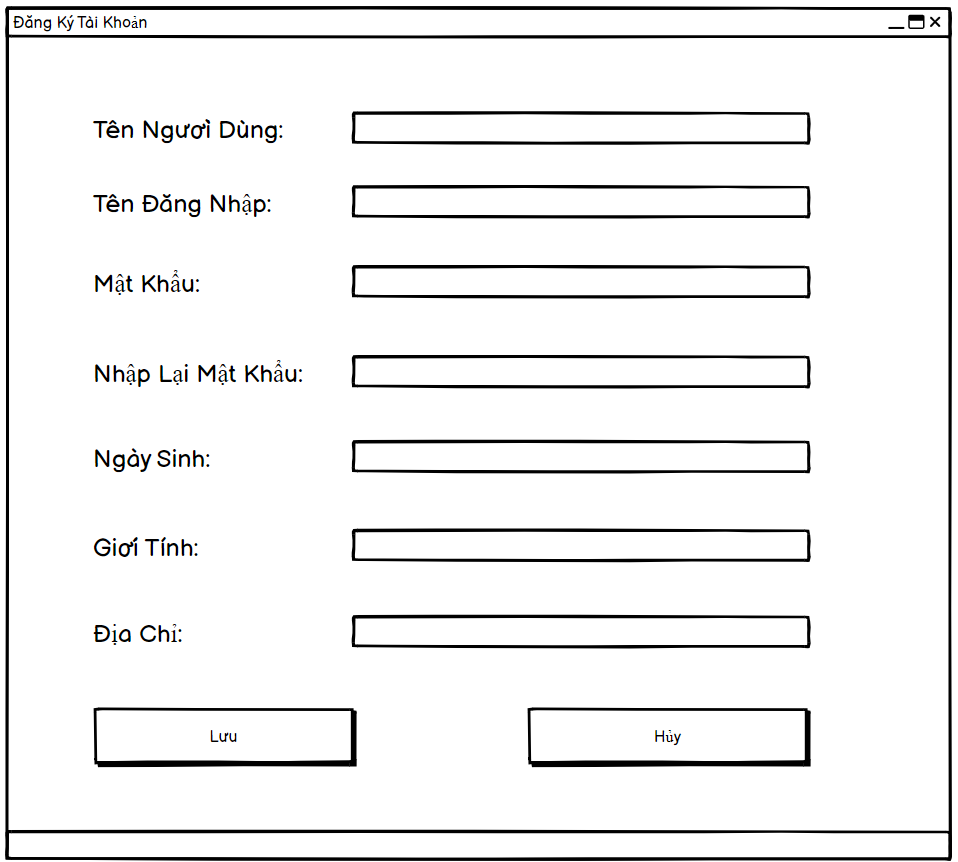 Đăng Ký Tài Khoản
Tên Người Dùng:
Tên Đăng Nhập:
Mật Khẩu:
Nhập Lại Mật Khẩu:
Ngày Sinh:
Giới Tính:
Địa Chỉ:
Lưu
Hủy